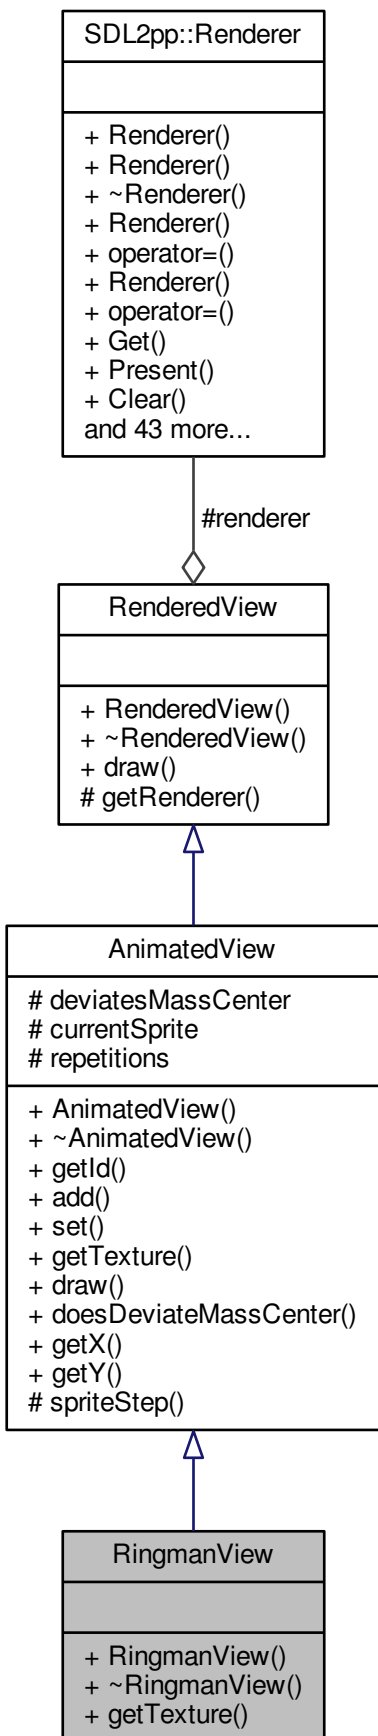 SDL2pp::Renderer
+ Renderer()
+ Renderer()
+ ~Renderer()
+ Renderer()
+ operator=()
+ Renderer()
+ operator=()
+ Get()
+ Present()
+ Clear()
and 43 more...
#renderer
RenderedView
+ RenderedView()
+ ~RenderedView()
+ draw()
# getRenderer()
AnimatedView
# deviatesMassCenter
# currentSprite
# repetitions
+ AnimatedView()
+ ~AnimatedView()
+ getId()
+ add()
+ set()
+ getTexture()
+ draw()
+ doesDeviateMassCenter()
+ getX()
+ getY()
# spriteStep()
RingmanView
+ RingmanView()
+ ~RingmanView()
+ getTexture()